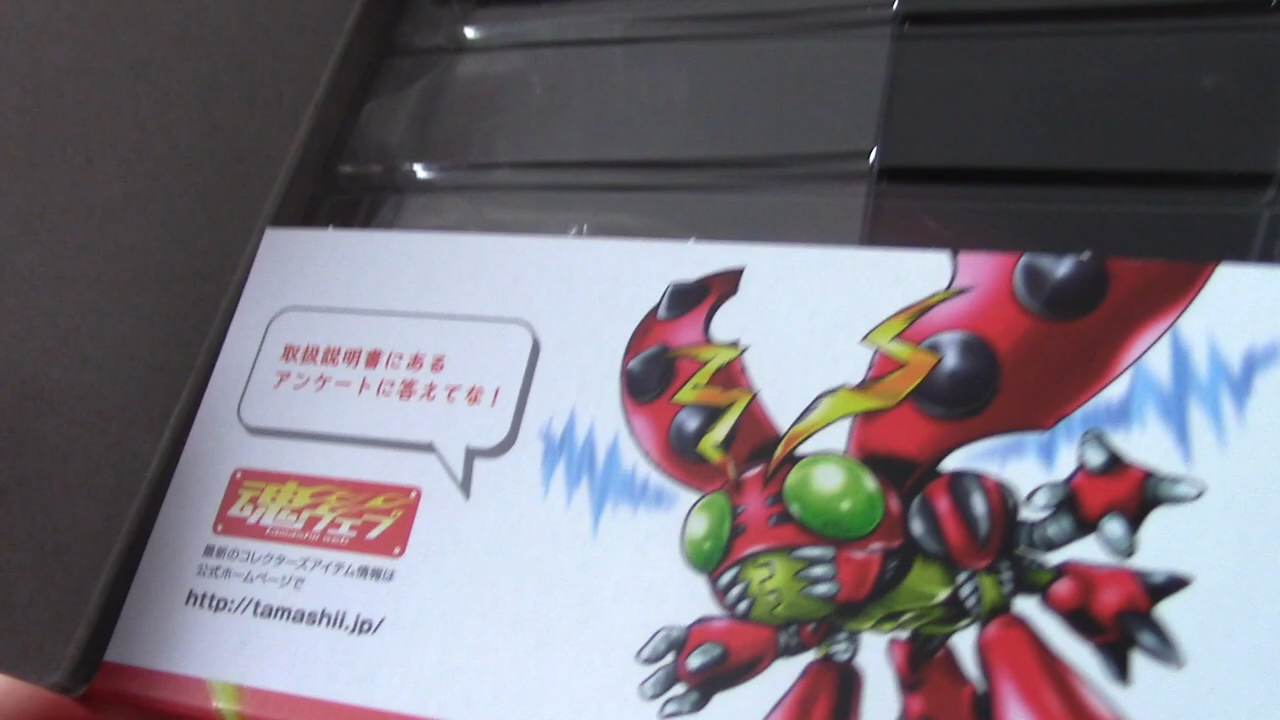 取扱説明書にある
アンケートに答えてな!
魂ウェブ
tamashii web
最新のコレクターズアイテム情報は
公式ホームページで
http://tamashii.jp/